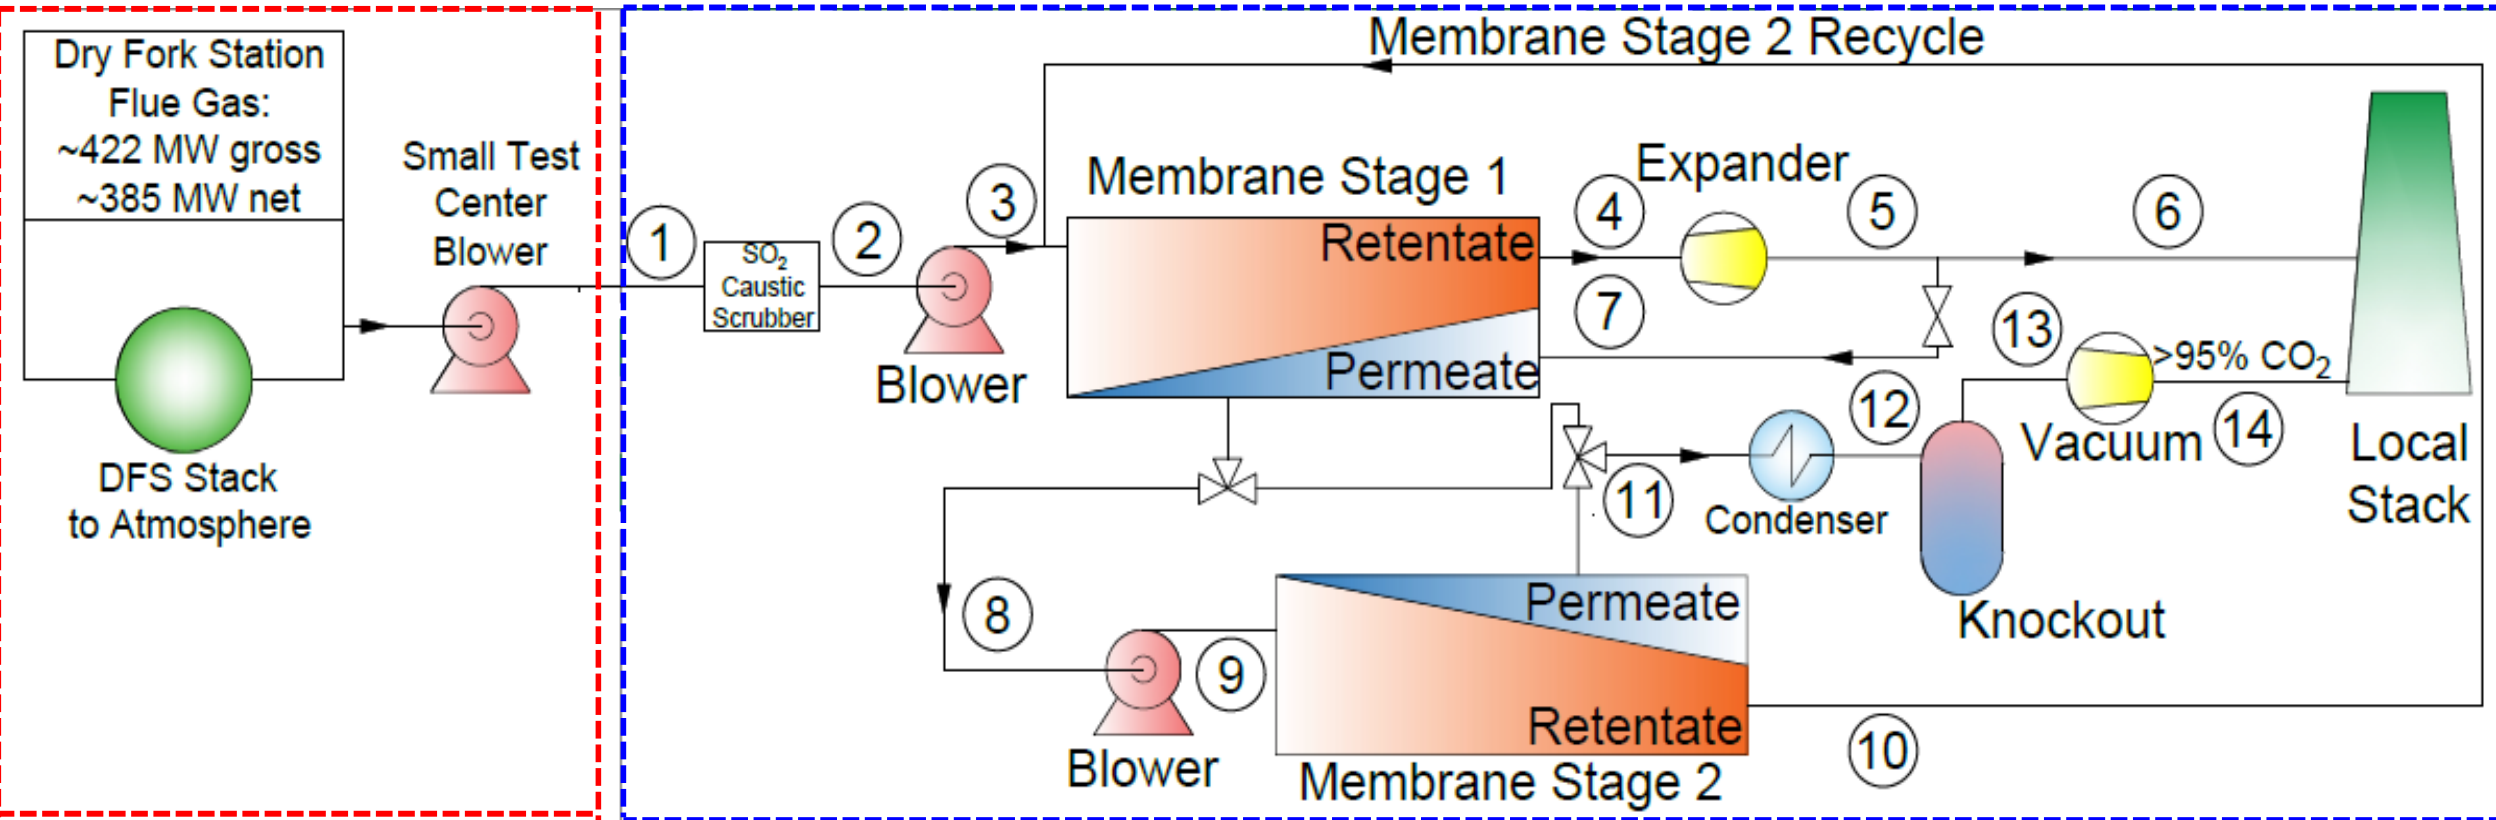 Dry Fork Station
Flue Gas:
~422 MW gross
~385 MW net
DFS Stack
to Atmosphere
Small Test
Center
Blower
1
SO₂
Caustic
Scrubber
2
Blower
3
Membrane Stage 2 Recycle
Membrane Stage 1
Retentate
Permeate
4
Expander
5
6
7
8
Blower
9
Permeate
Retentate
Membrane Stage 2
10
11
Condenser
12
Knockout
13
Vacuum
>95% CO₂
14
Local
Stack